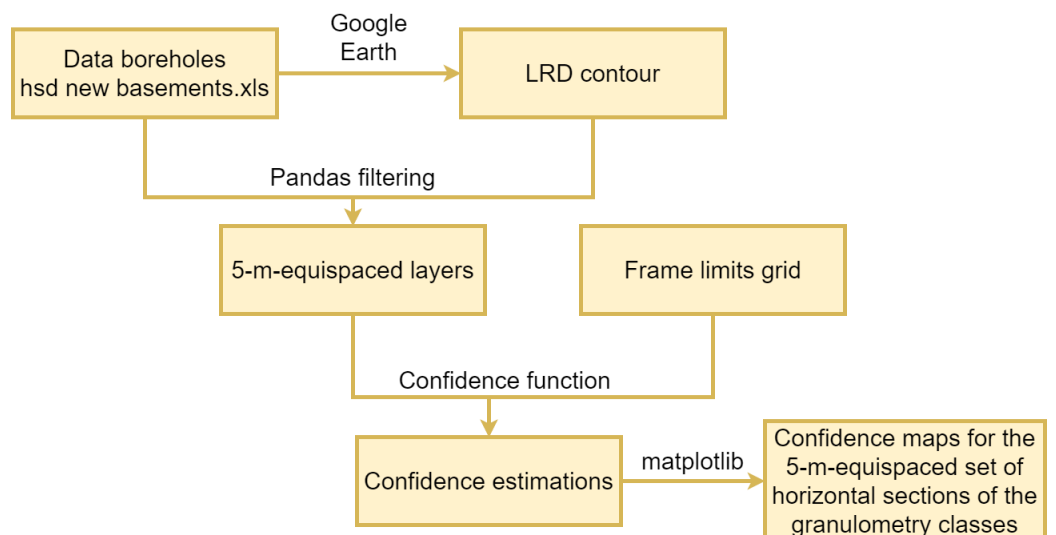 Google
Earth
Data boreholes
hsd new basements.xls
LRD contour
Pandas filtering
5-m-equispaced layers
Frame limits grid
Confidence function
Confidence estimations
matplotlib
Confidence maps for the
5-m-equispaced set of
horizontal sections of the
granulometry classes